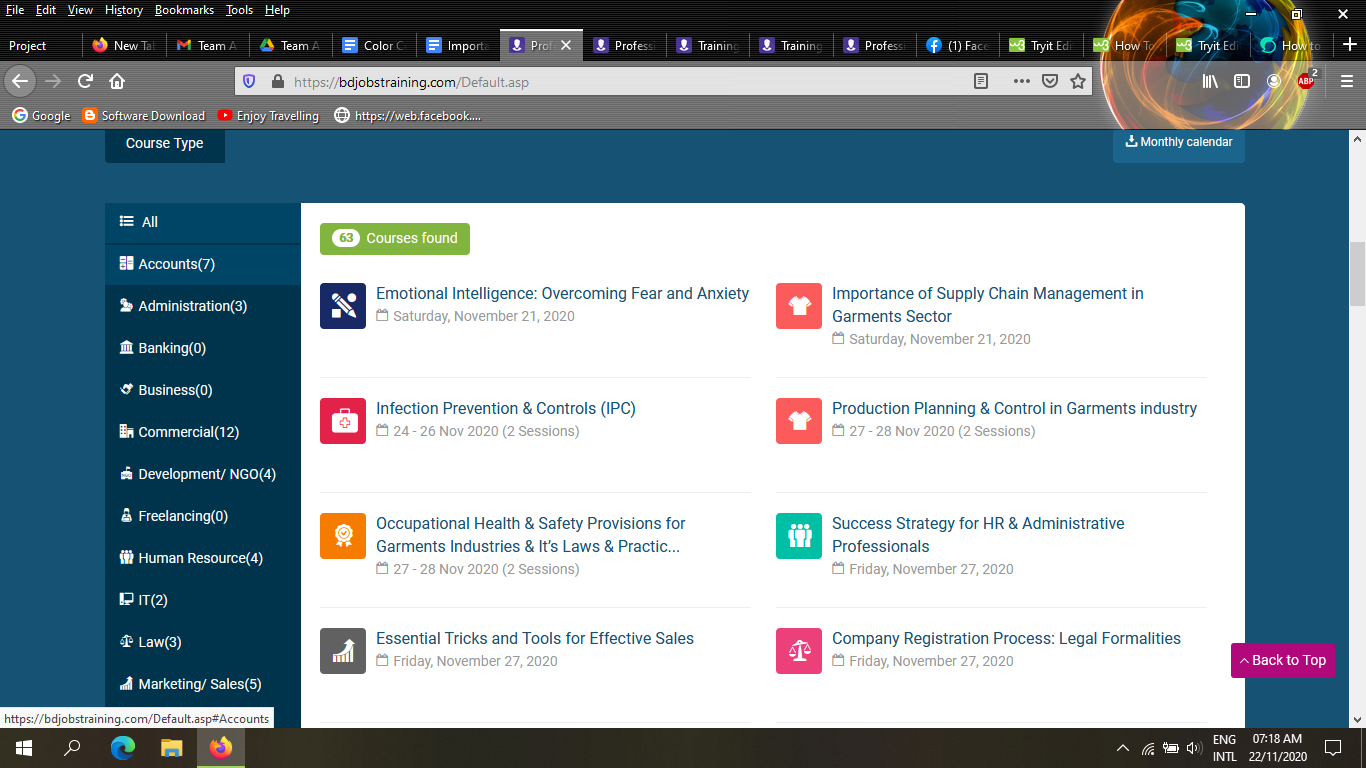 File Edit View History Bookmarks Tools Help
Project New Tab Team A Team A Color C Importa Prof Professi Training Training Professi (1) Face Tryit Edi How To Tryit Edi How to
https://bdjobstraining.com/Default.asp
ABP 2
Google Software Download Enjoy Travelling https://web.facebook....
Course Type
Monthly calendar
All
Accounts(7)
Administration(3)
Banking(0)
Business(0)
Commercial(12)
Development/ NGO(4)
Freelancing(0)
Human Resource(4)
IT(2)
Law(3)
Marketing/ Sales(5)
63 Courses found
Emotional Intelligence: Overcoming Fear and Anxiety
Saturday, November 21, 2020
Importance of Supply Chain Management in
Garments Sector
Saturday, November 21, 2020
Infection Prevention & Controls (IPC)
24 - 26 Nov 2020 (2 Sessions)
Production Planning & Control in Garments industry
27 - 28 Nov 2020 (2 Sessions)
Occupational Health & Safety Provisions for
Garments Industries & It’s Laws & Practic...
27 - 28 Nov 2020 (2 Sessions)
Success Strategy for HR & Administrative
Professionals
Friday, November 27, 2020
Essential Tricks and Tools for Effective Sales
Friday, November 27, 2020
Company Registration Process: Legal Formalities
Friday, November 27, 2020
Back to Top
https://bdjobstraining.com/Default.asp#Accounts
ENG
INTL
07:18 AM
22/11/2020